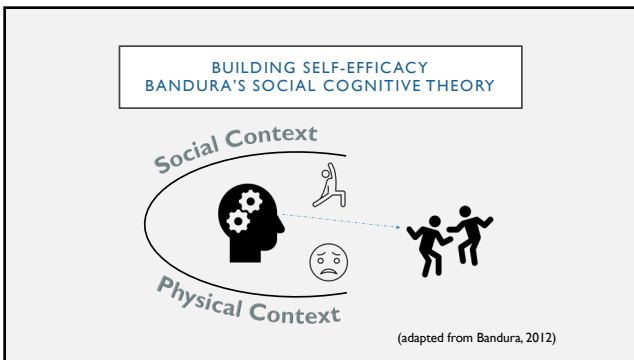 BUILDING SELF-EFFICACY
BANDURA'S SOCIAL COGNITIVE THEORY
Social Context
Physical Context
(adapted from Bandura, 2012)